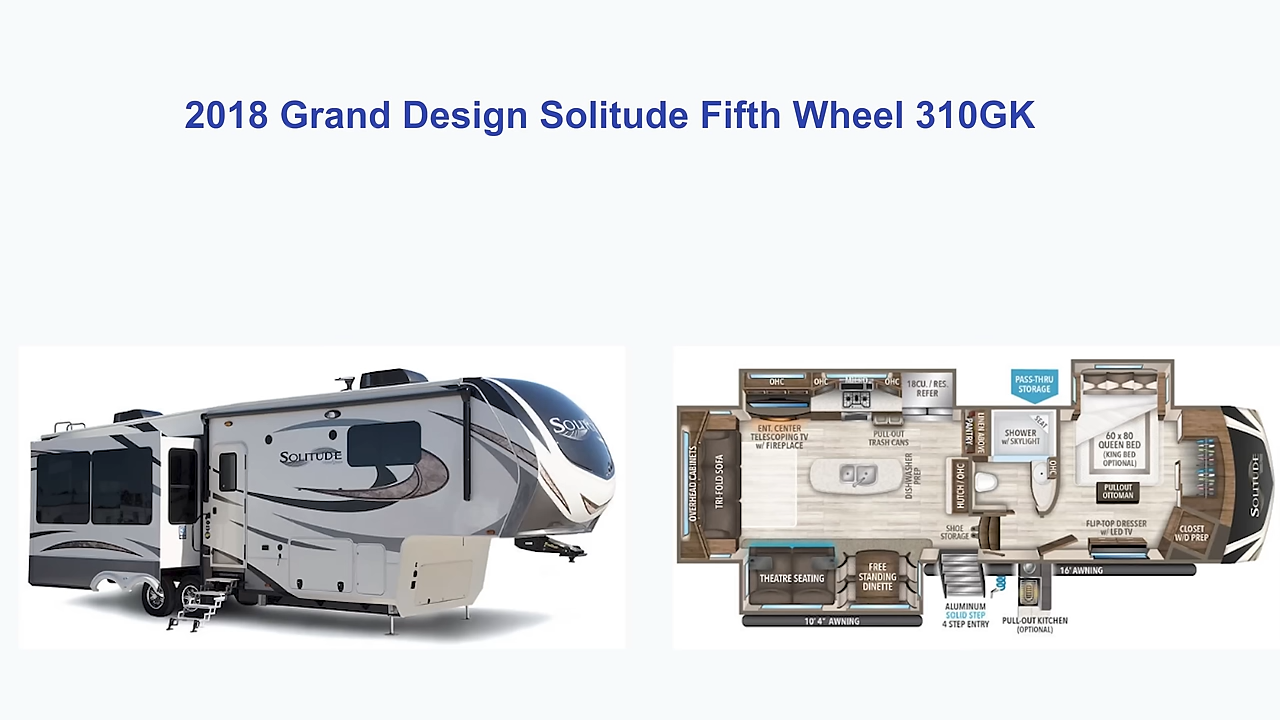 2018 Grand Design Solitude Fifth Wheel 310GK
SOLITUDE
SOLITUDE
OHC
OHC
MICRO
OHC
18CU. / RES.
REFER
PASS-THRU
STORAGE
ENT. CENTER
TELESCOPING TV
w/ FIREPLACE
PULL-OUT
TRASH CANS
OVERHEAD CABINETS
TRI-FOLD SOFA
DISHWASHER
PREP
PANTRY
LINEN ABOVE
SHOWER
w/ SKYLIGHT
SEAT
HUTCH / OHC
OHC
60 x 80
QUEEN BED
(KING BED
OPTIONAL)
PULLOUT
OTTOMAN
SHOE
STORAGE
FLIP-TOP DRESSER
w/ LED TV
CLOSET
W/D PREP
SOLITUDE
THEATRE SEATING
FREE
STANDING
DINETTE
16' AWNING
10' 4" AWNING
ALUMINUM
SOLID STEP
4 STEP ENTRY
PULL-OUT KITCHEN
(OPTIONAL)